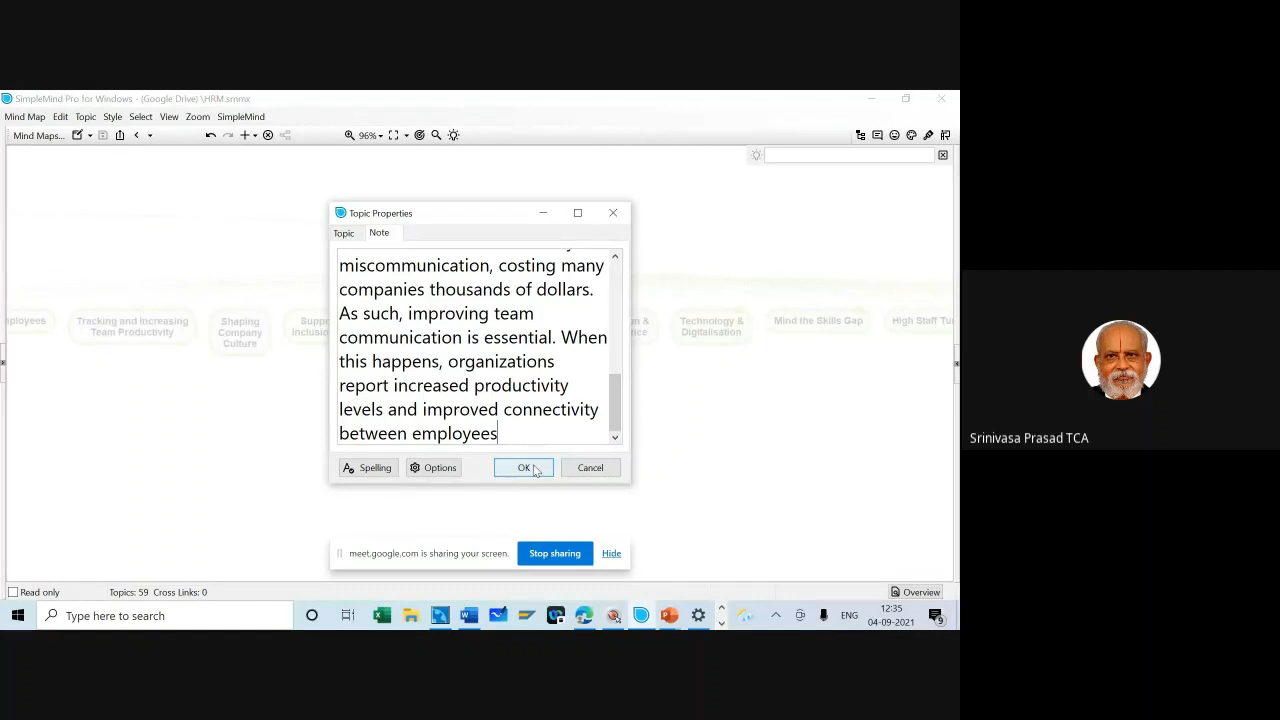 SimpleMind Pro for Windows - (Google Drive) \HRM.smmx
Mind Map Edit Topic Style Select View Zoom SimpleMind
Mind Maps... 96%
Topic Properties
Topic Note
miscommunication, costing many
companies thousands of dollars.
As such, improving team
communication is essential. When
this happens, organizations
report increased productivity
levels and improved connectivity
between employees
Spelling Options OK Cancel
Tracking and Increasing
Team Productivity
Shaping
Company
Culture
Technology &
Digitalisation
Mind the Skills Gap
High Staff
meet.google.com is sharing your screen. Stop sharing Hide
Read only Topics: 59 Cross Links: 0 Overview
Type here to search
ENG
12:35
04-09-2021
Srinivasa Prasad TCA